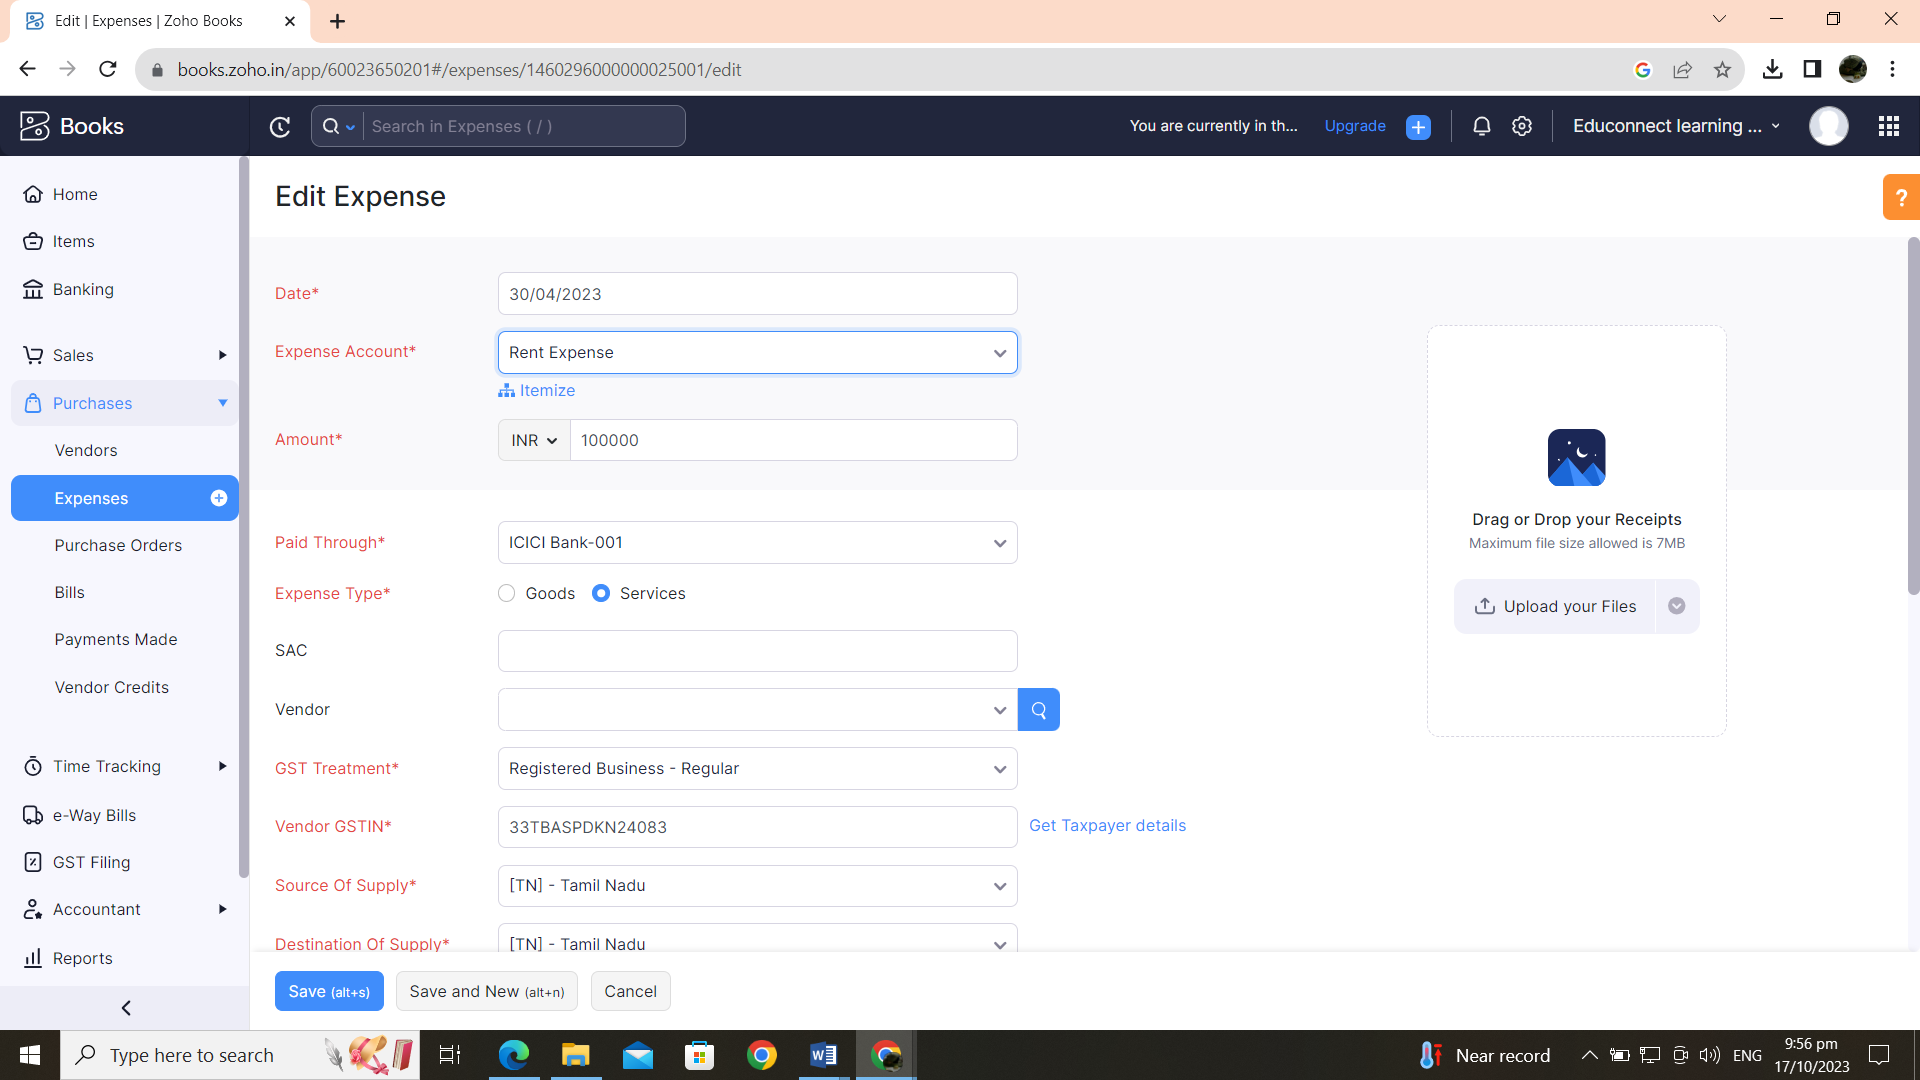 Edit | Expenses | Zoho Books
books.zoho.in/app/60023650201#/expenses/1460296000000025001/edit
Books
Search in Expenses ( / )
You are currently in th...
Upgrade
Educonnect learning ...
Home
Items
Banking
Sales
Purchases
Vendors
Expenses
Purchase Orders
Bills
Payments Made
Vendor Credits
Time Tracking
e-Way Bills
GST Filing
Accountant
Reports
Edit Expense
?
Date* 30/04/2023
Expense Account* Rent Expense
Itemize
Amount* INR 100000
Paid Through* ICICI Bank-001
Expense Type* Goods Services
SAC
Vendor
GST Treatment* Registered Business - Regular
Vendor GSTIN* 33TBASPDKN24083 Get Taxpayer details
Source Of Supply* [TN] - Tamil Nadu
Destination Of Supply* [TN] - Tamil Nadu
Drag or Drop your Receipts
Maximum file size allowed is 7MB
Upload your Files
Save (alt+s) Save and New (alt+n) Cancel
Type here to search
Near record
ENG
9:56 pm
17/10/2023